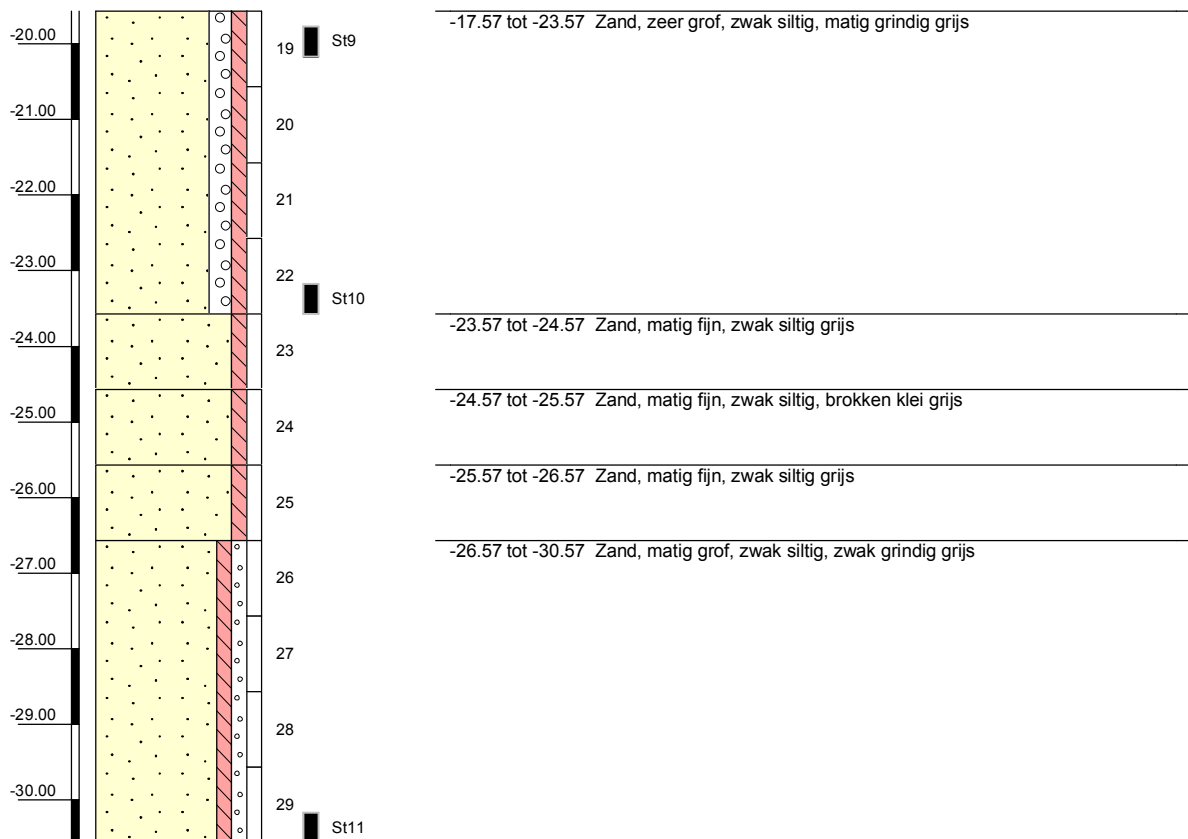 -17.57 tot -23.57 Zand, zeer grof, zwak siltig, matig grindig grijs
-20.00
19
St9
-21.00
20
-22.00
21
-23.00
22
St10
-23.57 tot -24.57 Zand, matig fijn, zwak siltig grijs
-24.00
23
-24.57 tot -25.57 Zand, matig fijn, zwak siltig, brokken klei grijs
-25.00
24
-25.57 tot -26.57 Zand, matig fijn, zwak siltig grijs
-26.00
25
-26.57 tot -30.57 Zand, matig grof, zwak siltig, zwak grindig grijs
-27.00
26
-28.00
27
-29.00
28
-30.00
29
St11